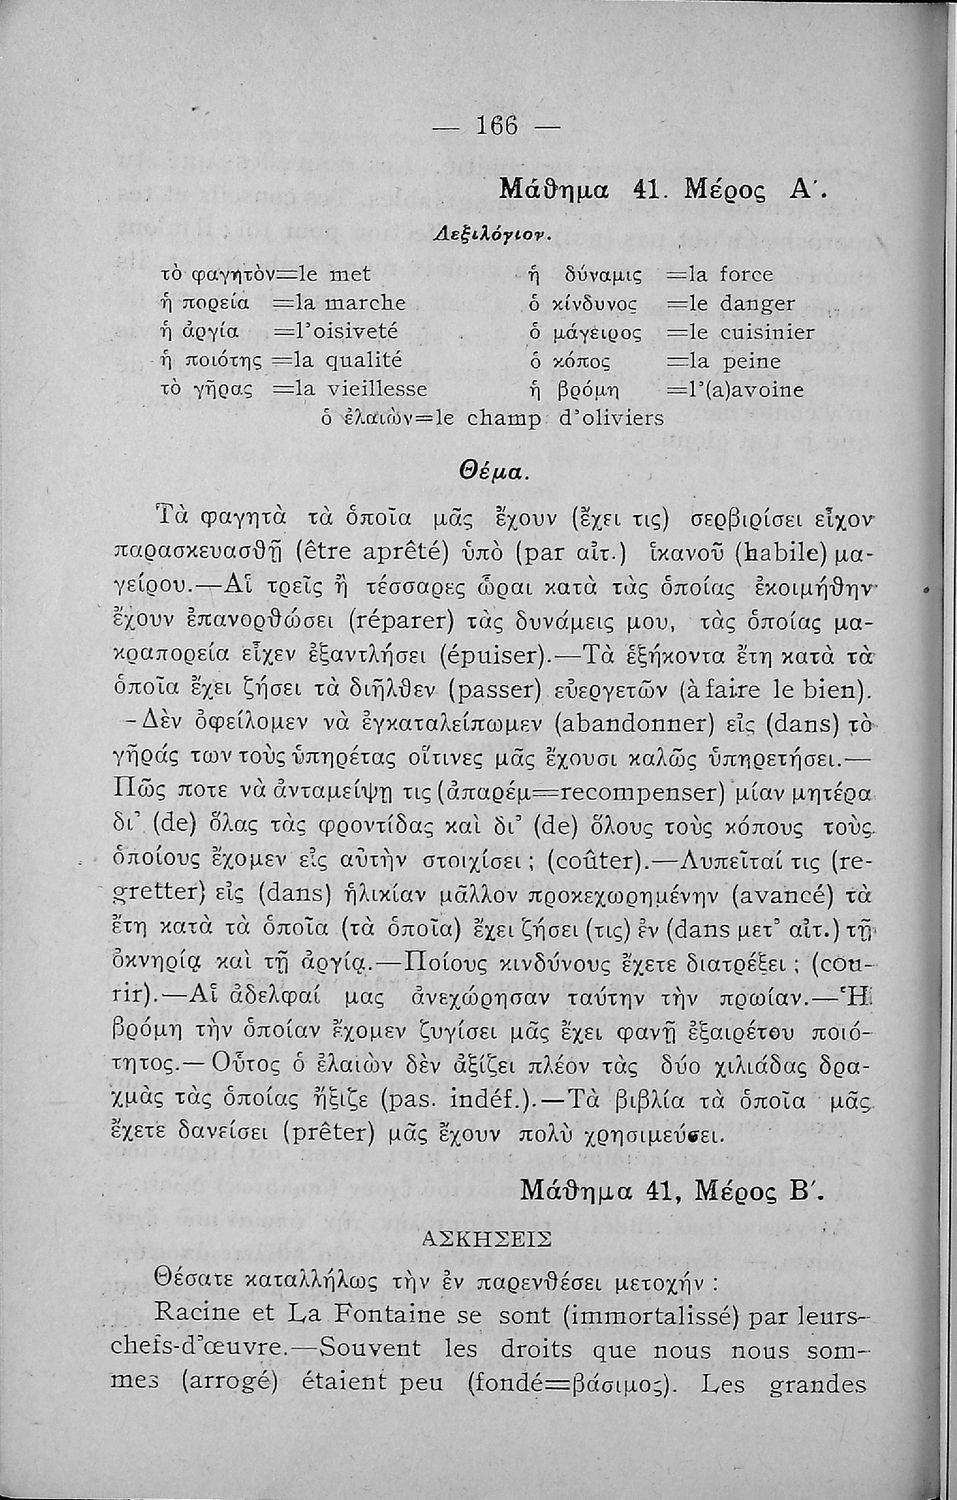 — 166 —
Μάθημα 41. Μέρος Α΄.
Λεξιλόγιον.
τὸ φαγητὸν=le met ἡ δύναμις =la force
ἡ πορεία =la marche ὁ κίνδυνος =le danger
ἡ ἀργία =l'oisiveté ὁ μάγειρος =le cuisinier
ἡ ποιότης =la qualité ὁ κόπος =la peine
τὸ γῆρας =la vieillesse ἡ βρόμη =l'(a)avoine
ὁ ἐλαιὼν=le champ d'oliviers
Θέμα.
Τὰ φαγητὰ τὰ ὁποῖα μᾶς ἔχουν (ἔχει τις) σερβιρίσει εἶχον
παρασκευασθῆ (être aprêté) ὑπὸ (par αἰτ.) ἱκανοῦ (habile) μα-
γείρου.—Αἱ τρεῖς ἢ τέσσαρες ὧραι κατὰ τὰς ὁποίας ἐκοιμήθην
ἔχουν ἐπανορθώσει (réparer) τὰς δυνάμεις μου, τὰς ὁποίας μα-
κραπορεία εἶχεν ἐξαντλήσει (épuiser).—Τὰ ἑξήκοντα ἔτη κατὰ τὰ
ὁποῖα ἔχει ζήσει τὰ διῆλθεν (passer) εὐεργετῶν (à faire le bien).
-Δὲν ὀφείλομεν νὰ ἐγκαταλείπωμεν (abandonner) εἰς (dans) τὸ
γῆράς των τοὺς ὑπηρέτας οἵτινες μᾶς ἔχουσι καλῶς ὑπηρετήσει.—
Πῶς ποτε νὰ ἀνταμείψῃ τις (ἀπαρέμ=recompenser) μίαν μητέρα
δι' (de) ὅλας τὰς φροντίδας καὶ δι' (de) ὅλους τοὺς κόπους τοὺς
ὁποίους ἔχομεν εἰς αὐτὴν στοιχίσει ; (coûter).—Λυπεῖταί τις (re-
gretter) εἰς (dans) ἡλικίαν μᾶλλον προκεχωρημένην (avancé) τὰ
ἔτη κατὰ τὰ ὁποῖα (τὰ ὁποῖα) ἔχει ζήσει (τις) ἐν (dans μετ' αἰτ.) τῇ
ὀκνηρίᾳ καὶ τῇ ἀργίᾳ.—Ποίους κινδύνους ἔχετε διατρέξει ; (cou-
rir).—Αἱ ἀδελφαί μας ἀνεχώρησαν ταύτην τὴν πρωίαν.—Ἡ
βρόμη τὴν ὁποίαν ἔχομεν ζυγίσει μᾶς ἔχει φανῆ ἐξαιρέτου ποιό-
τητος.— Οὗτος ὁ ἐλαιὼν δὲν ἀξίζει πλέον τὰς δύο χιλιάδας δρα-
χμὰς τὰς ὁποίας ἤξιζε (pas. indéf.).—Τὰ βιβλία τὰ ὁποῖα μᾶς
ἔχετε δανείσει (prêter) μᾶς ἔχουν πολὺ χρησιμεύσει.
Μάθημα 41, Μέρος Β΄.
ΑΣΚΗΣΕΙΣ
Θέσατε καταλλήλως τὴν ἐν παρενθέσει μετοχήν :
Racine et La Fontaine se sont (immortalissé) par leurs-
chefs-d'œuvre.—Souvent les droits que nous nous som-
mes (arrogé) étaient peu (fondé=βάσιμος). Les grandes